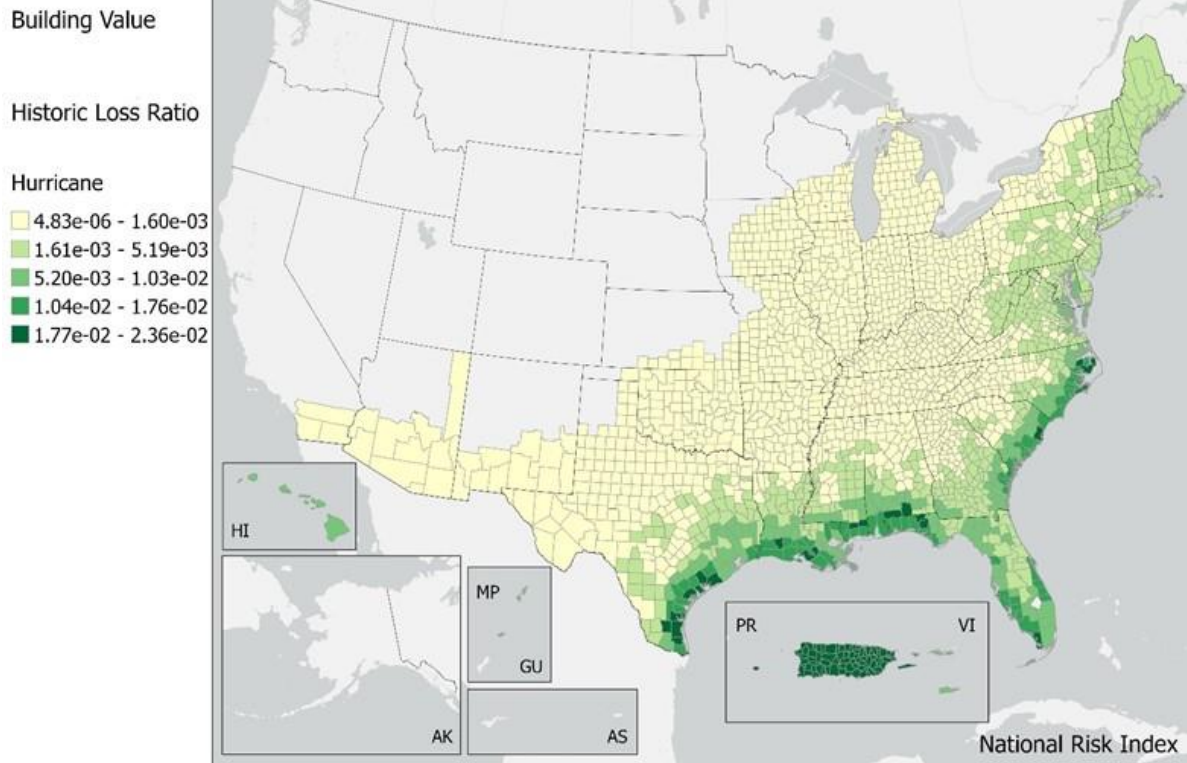 Building Value
Historic Loss Ratio
Hurricane
4.83e-06 - 1.60e-03
1.61e-03 - 5.19e-03
5.20e-03 - 1.03e-02
1.04e-02 - 1.76e-02
1.77e-02 - 2.36e-02
HI
AK
MP
GU
AS
PR
VI
National Risk Index